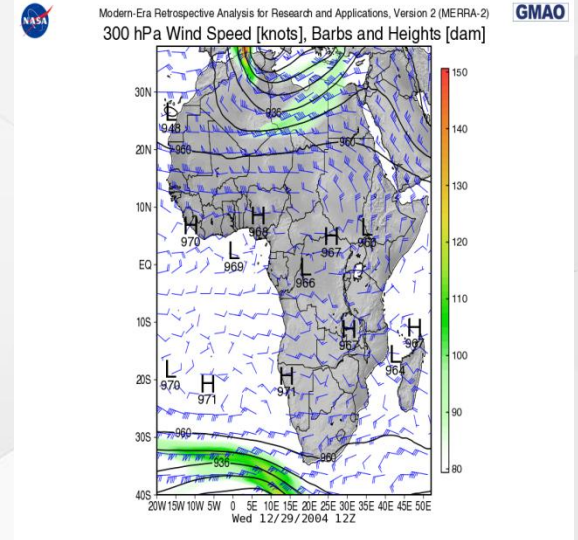 NASA
Modern-Era Retrospective Analysis for Research and Applications, Version 2 (MERRA-2)
GMAO
300 hPa Wind Speed [knots], Barbs and Heights [dam]
150
140
130
120
110
100
90
80
30N
20N
10N
EQ
10S
20S
30S
40S
936
L
948
960
960
H
970
H
968
L
969
H
967
L
L
966
H
967
H
967
L
964
L
970
H
971
H
971
960
960
936
20W 15W 10W 5W 0 5E 10E 15E 20E 25E 30E 35E 40E 45E 50E
Wed 12/29/2004 12Z